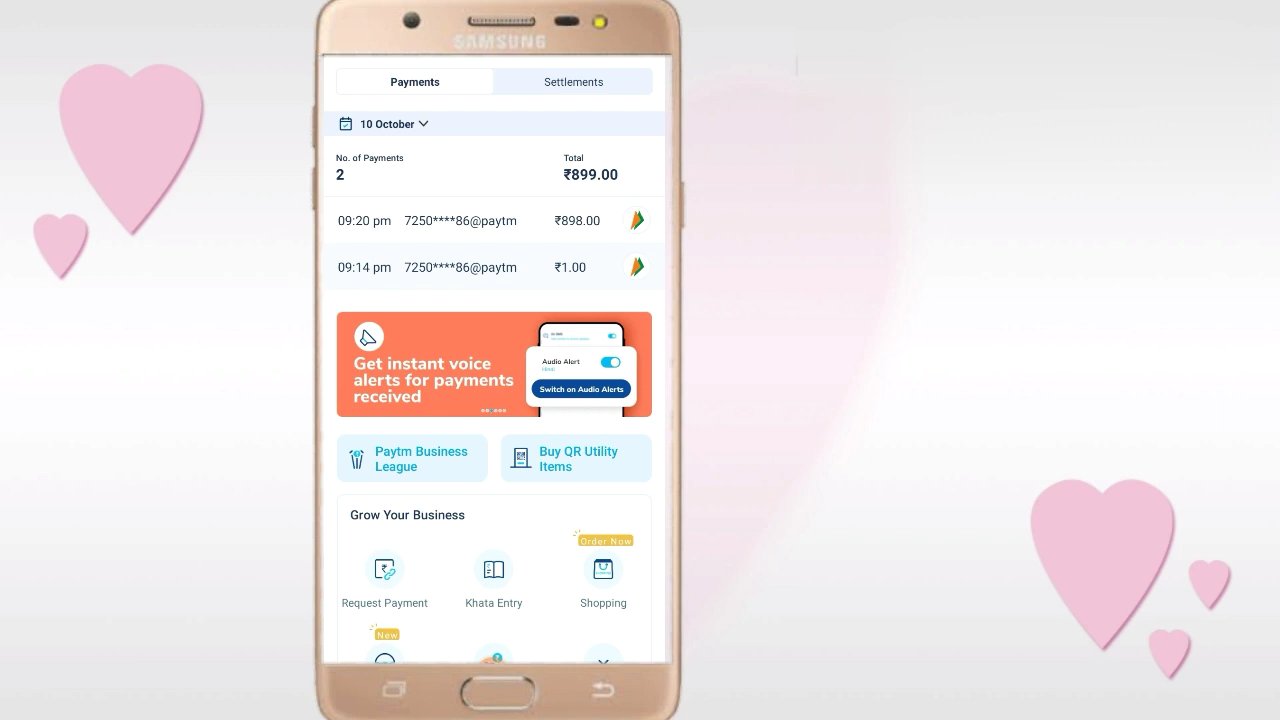 SAMSUNG
Payments
Settlements
10 October
No. of Payments
Total
2
₹899.00
09:20 pm 7250****86@paytm ₹898.00
09:14 pm 7250****86@paytm ₹1.00
Get instant voice
alerts for payments
received
Audio Alert
Switch on Audio Alerts
Paytm Business
League
Buy QR Utility
Items
Grow Your Business
Order Now
Request Payment
Khata Entry
Shopping
New